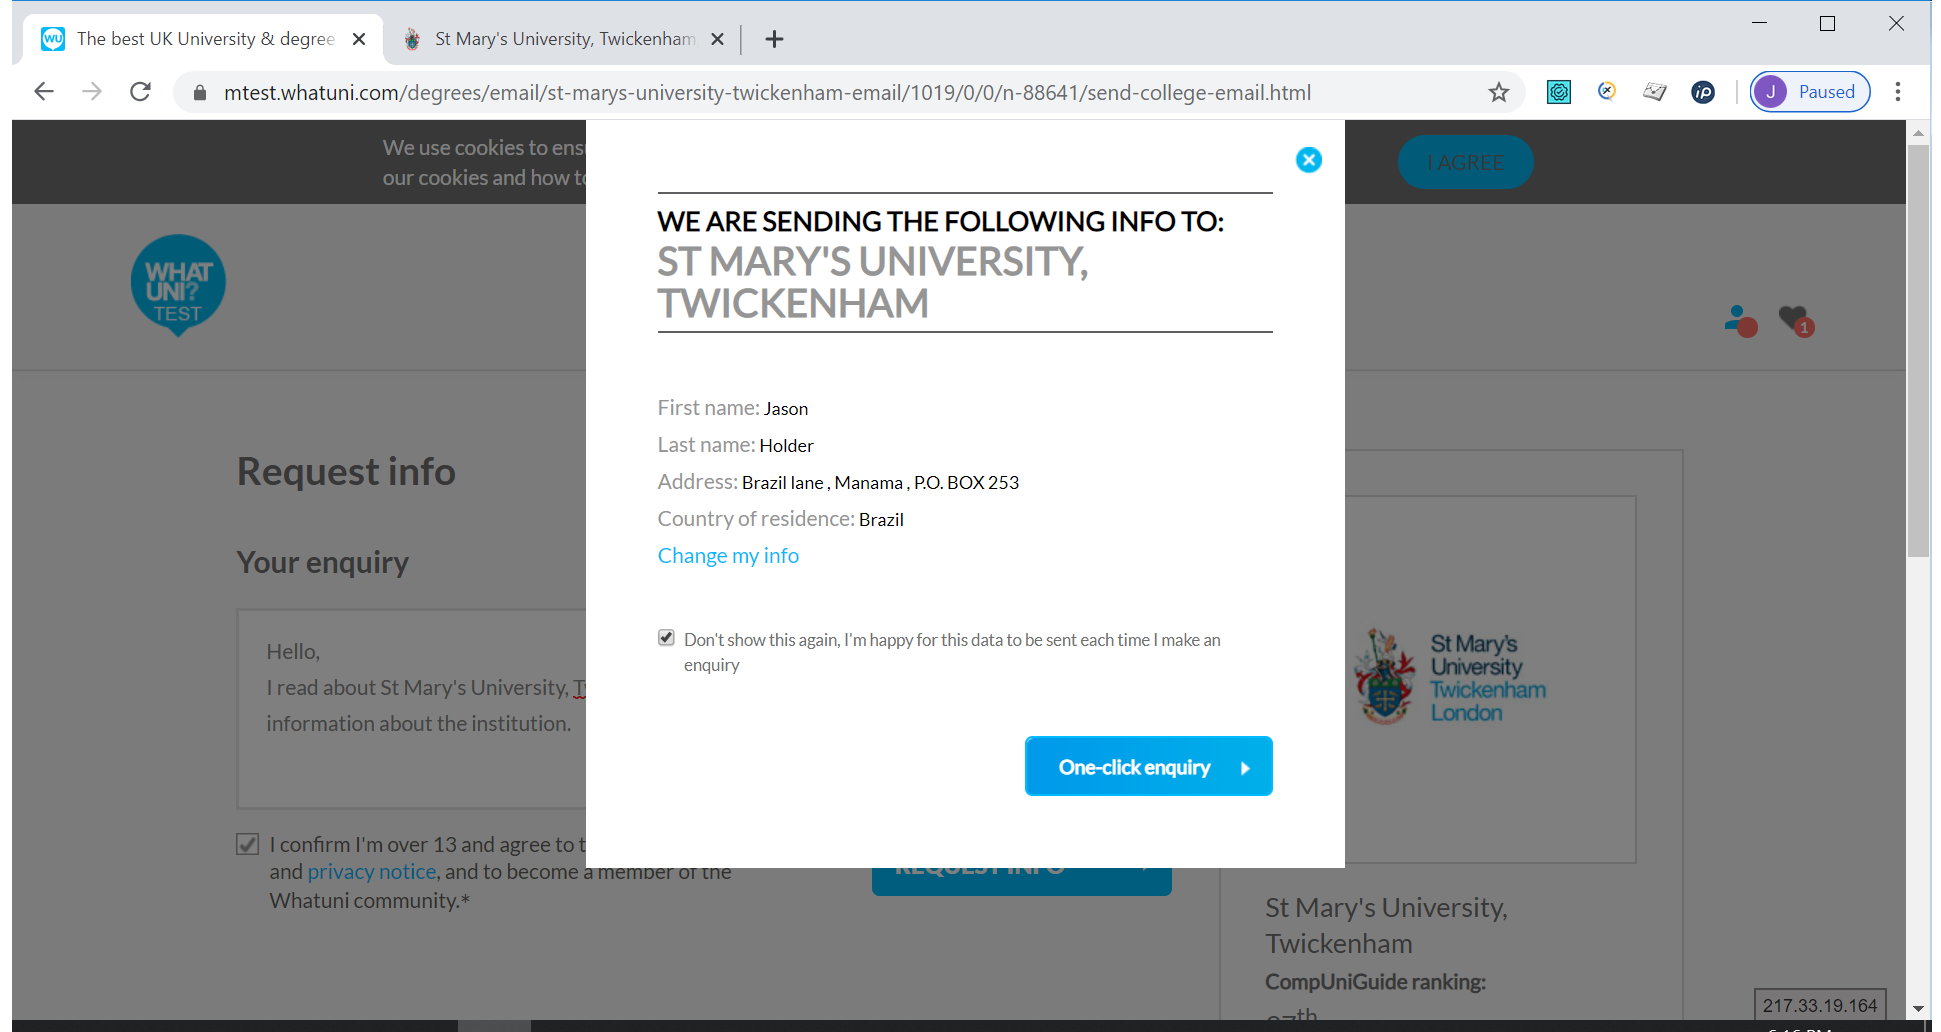 The best UK University & degree
St Mary's University, Twickenham
mtest.whatuni.com/degrees/email/st-marys-university-twickenham-email/1019/0/0/n-88641/send-college-email.html
J Paused
We use cookies to ens
our cookies and how to
I AGREE
WHAT
UNI?
TEST
1
WE ARE SENDING THE FOLLOWING INFO TO:
ST MARY'S UNIVERSITY,
TWICKENHAM
First name: Jason
Last name: Holder
Address: Brazil lane , Manama , P.O. BOX 253
Country of residence: Brazil
Change my info
Don't show this again, I'm happy for this data to be sent each time I make an
enquiry
One-click enquiry
Request info
Your enquiry
Hello,
I read about St Mary's University, Tw
information about the institution.
I confirm I'm over 13 and agree to t
and privacy notice, and to become a member of the
Whatuni community.*
REQUEST INFO
St Mary's
University
Twickenham
London
St Mary's University,
Twickenham
CompUniGuide ranking:
217.33.19.164